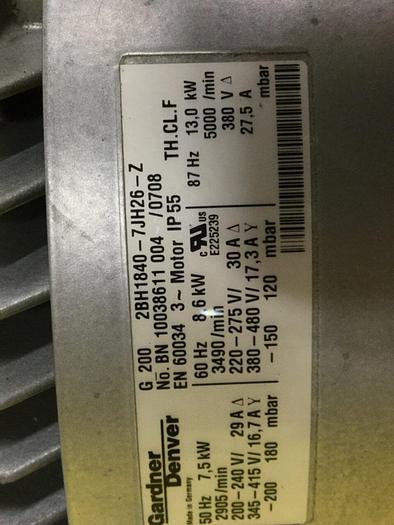 Gardner
Denver
Made in Germany
G 200 2BH1840-7JH26-Z
No. BN 10038611 004 /0708
EN 60034 3~ Motor IP 55 TH.CL.F
50 Hz 7,5 kW
2905/min
200-240 V/ 29 A Δ
345-415 V/ 16,7 A Y
-200 180 mbar
60 Hz 8,6 kW
3490/min
220-275 V/ 30 A Δ
380-480 V/ 17,3 A Y
-150 120 mbar
c UR US
E225239
87 Hz 13,0 kW
5000 /min
380 V Δ
27,5 A
mbar